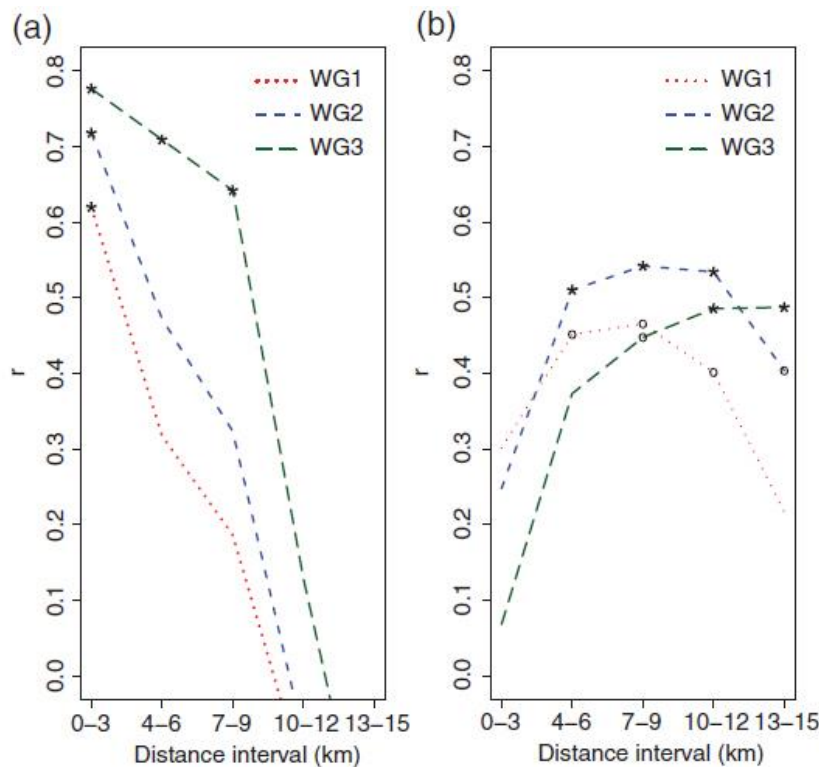 (a)
WG1
WG2
WG3
0.8
0.7
0.6
0.5
0.4
0.3
0.2
0.1
0.0
r
0–3 4–6 7–9 10–12 13–15
Distance interval (km)
(b)
WG1
WG2
WG3
0.8
0.7
0.6
0.5
0.4
0.3
0.2
0.1
0.0
r
0–3 4–6 7–9 10–12 13–15
Distance interval (km)